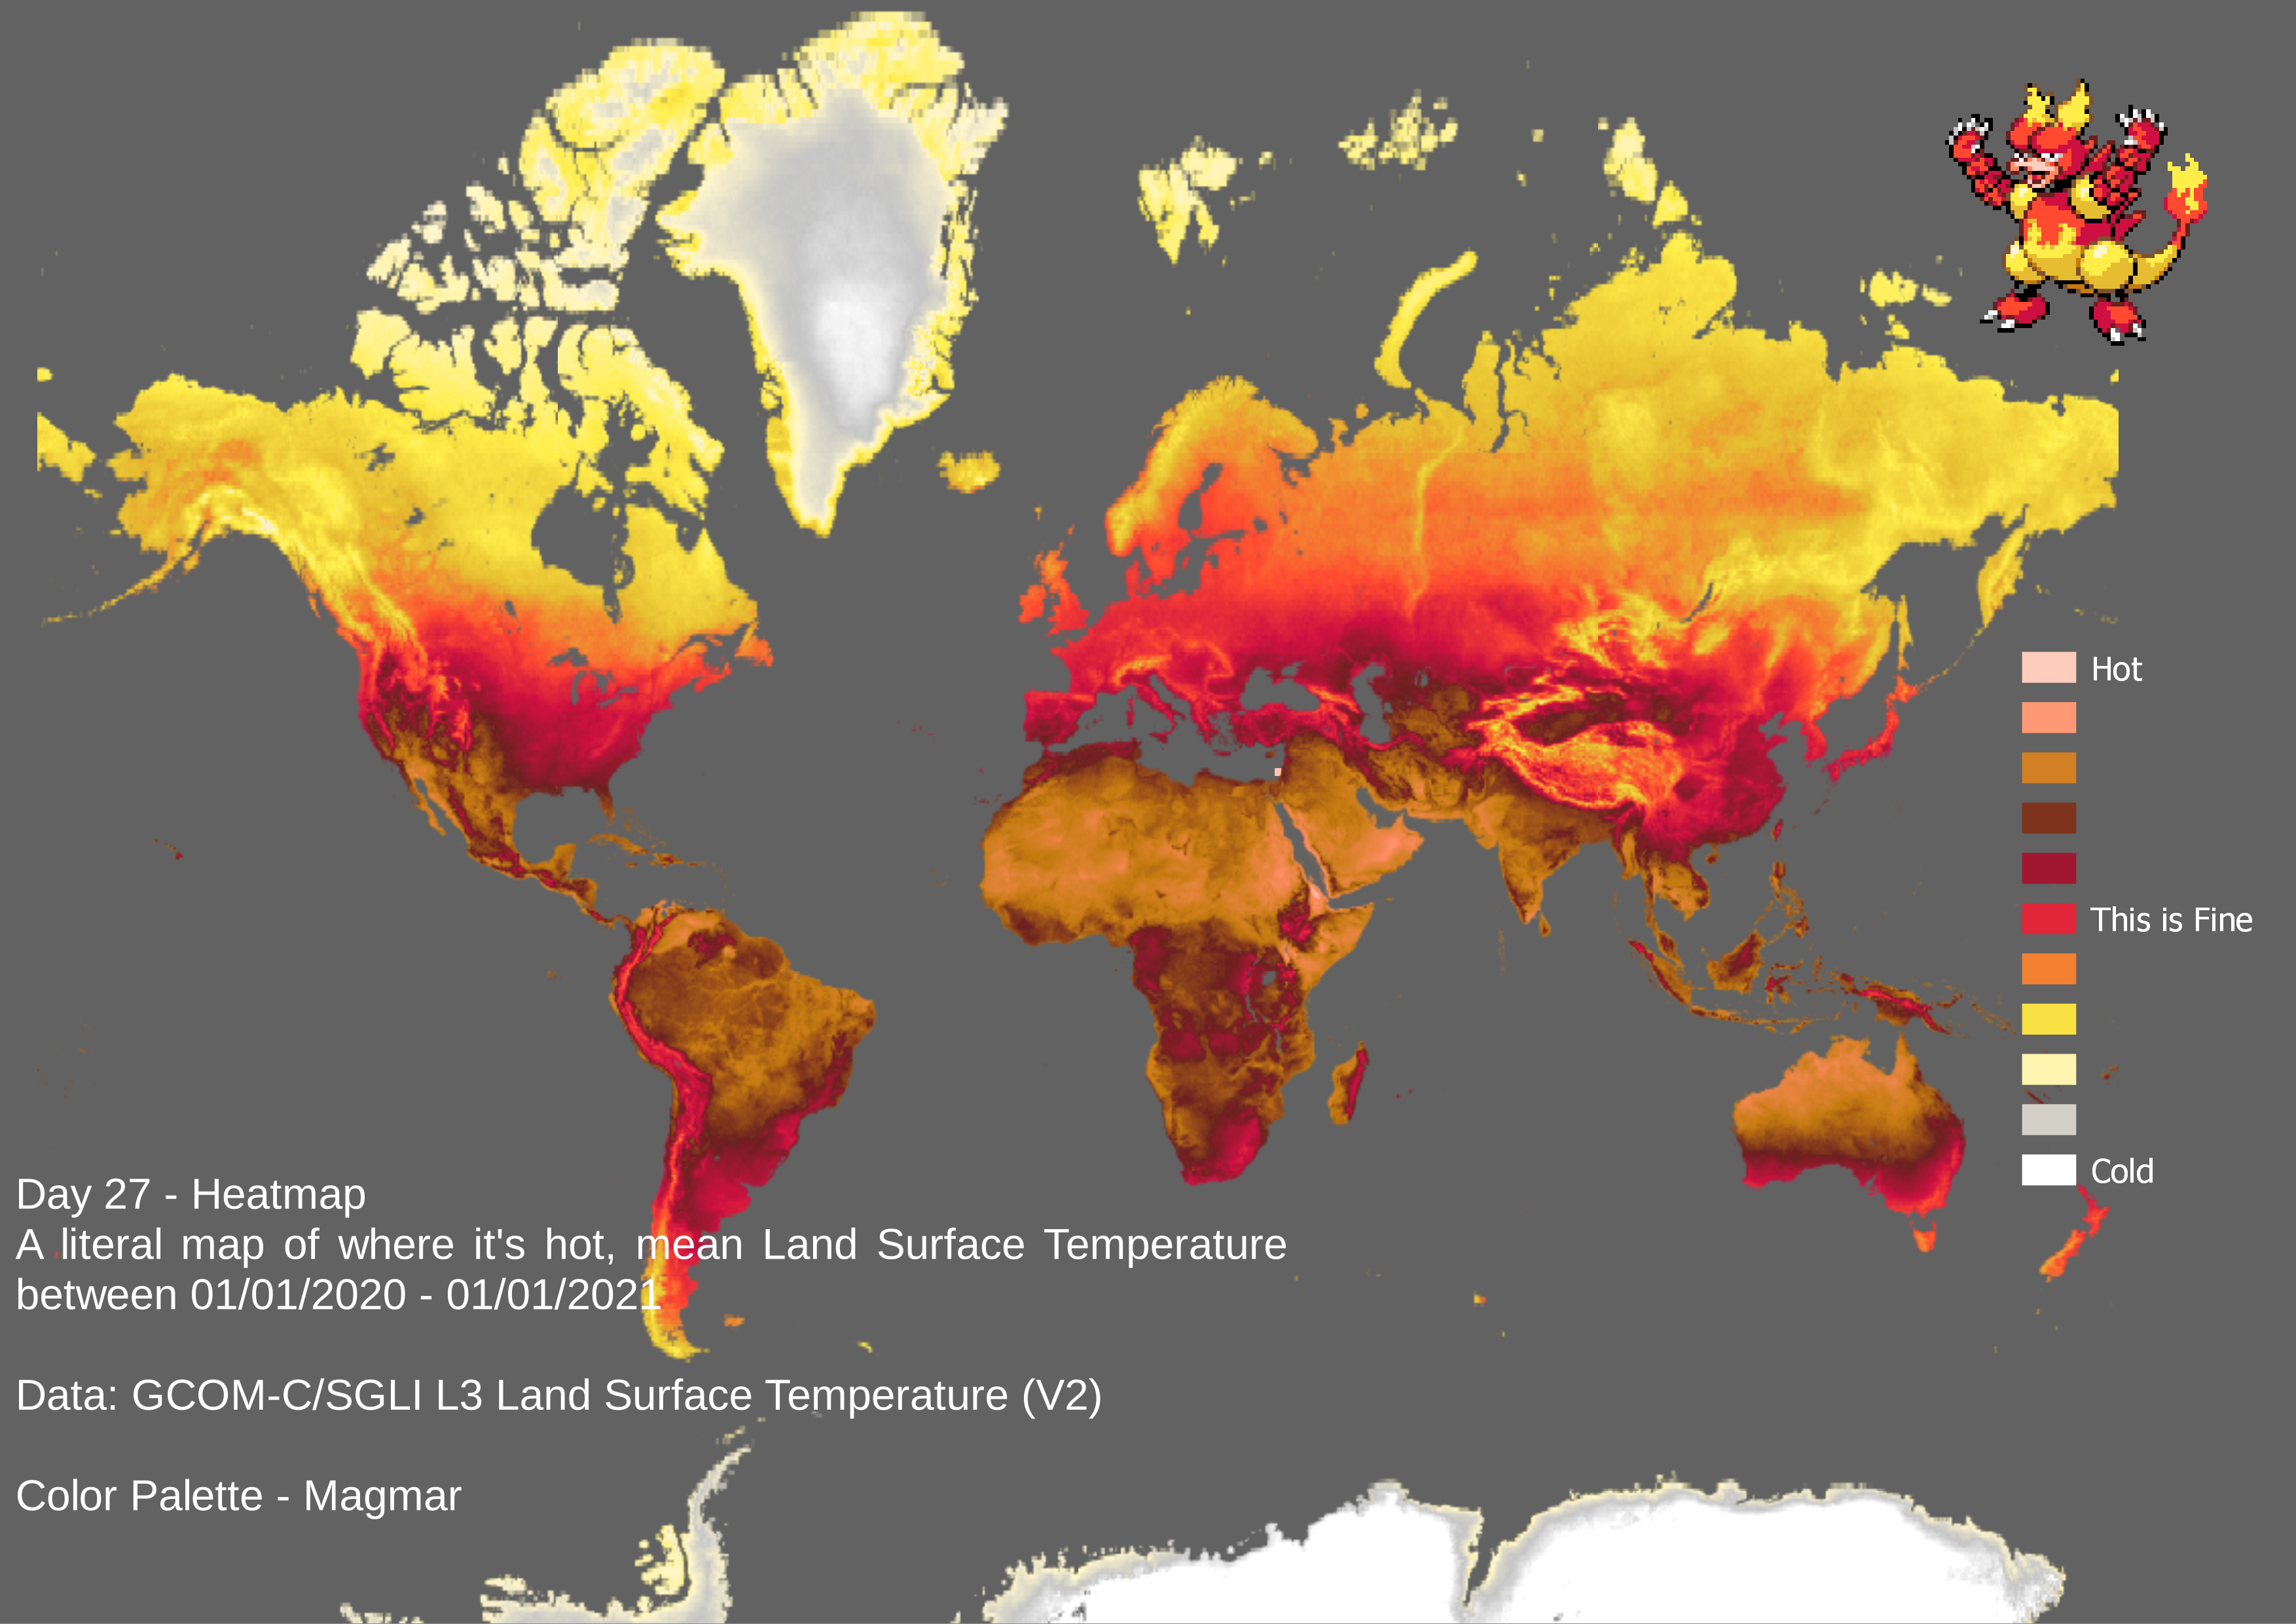 Hot
This is Fine
Cold
Day 27 - Heatmap
A literal map of where it's hot, mean Land Surface Temperature
between 01/01/2020 - 01/01/2021
Data: GCOM-C/SGLI L3 Land Surface Temperature (V2)
Color Palette - Magmar